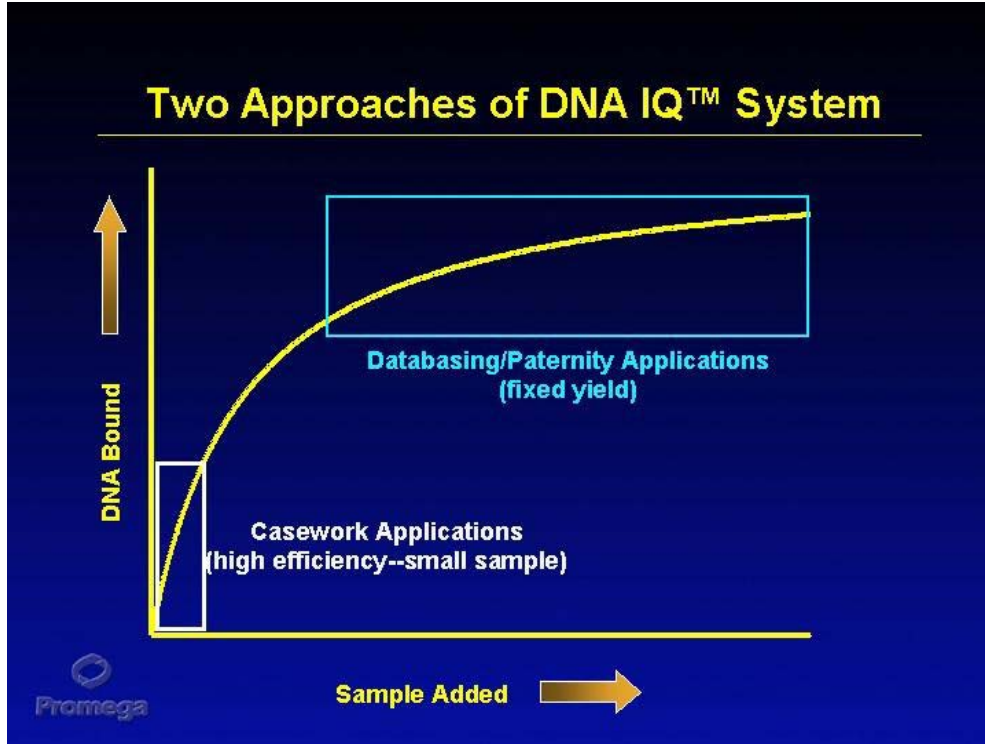 Two Approaches of DNA IQ™ System
Databasing/Paternity Applications
(fixed yield)
DNA Bound
Casework Applications
(high efficiency--small sample)
Sample Added
Promega